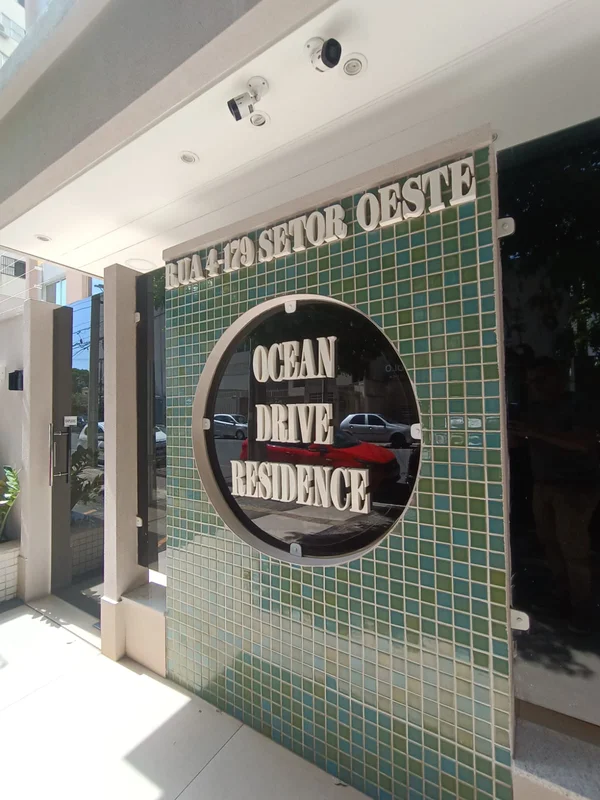 RUA 4-179 SETOR OESTE
OCEAN
DRIVE
RESIDENCE